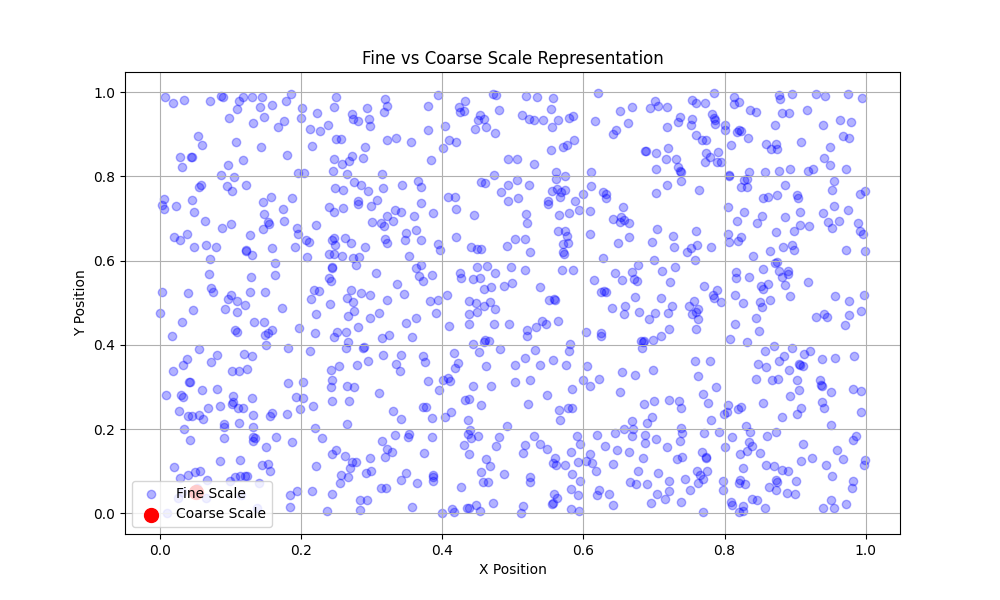 Fine vs Coarse Scale Representation
Y Position
1.0
0.8
0.6
0.4
0.2
0.0
Fine Scale
Coarse Scale
0.0 0.2 0.4 0.6 0.8 1.0
X Position